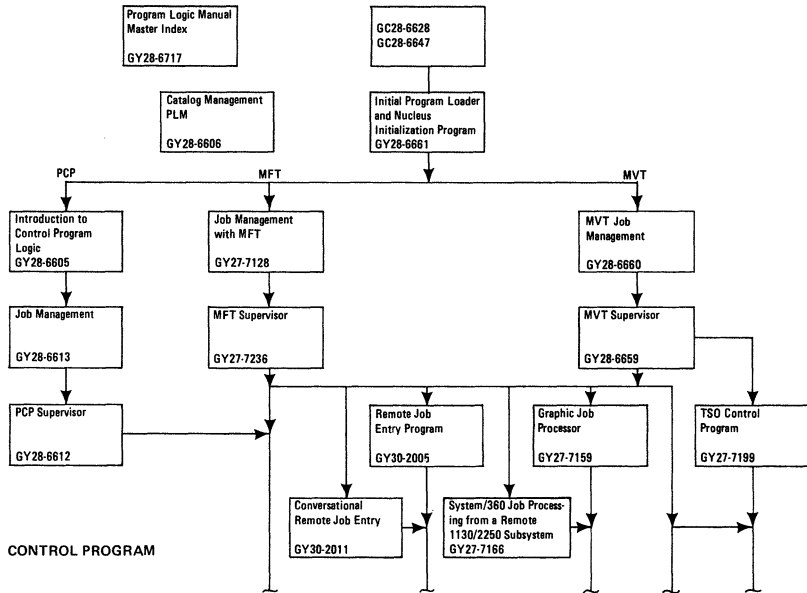 Program Logic Manual
Master Index
GY28-6717
GC28-6628
GC28-6647
Catalog Management
PLM
GY28-6606
Initial Program Loader
and Nucleus
Initialization Program
GY28-6661
PCP
MFT
MVT
Introduction to
Control Program
Logic
GY28-6605
Job Management
with MFT
GY27-7128
MVT Job
Management
GY28-6660
Job Management
GY28-6613
MFT Supervisor
GY27-7236
MVT Supervisor
GY28-6659
PCP Supervisor
GY28-6612
Remote Job
Entry Program
GY30-2005
Graphic Job
Processor
GY27-7159
TSO Control
Program
GY27-7199
Conversational
Remote Job Entry
GY30-2011
System/360 Job Process-
ing from a Remote
1130/2250 Subsystem
GY27-7166
CONTROL PROGRAM